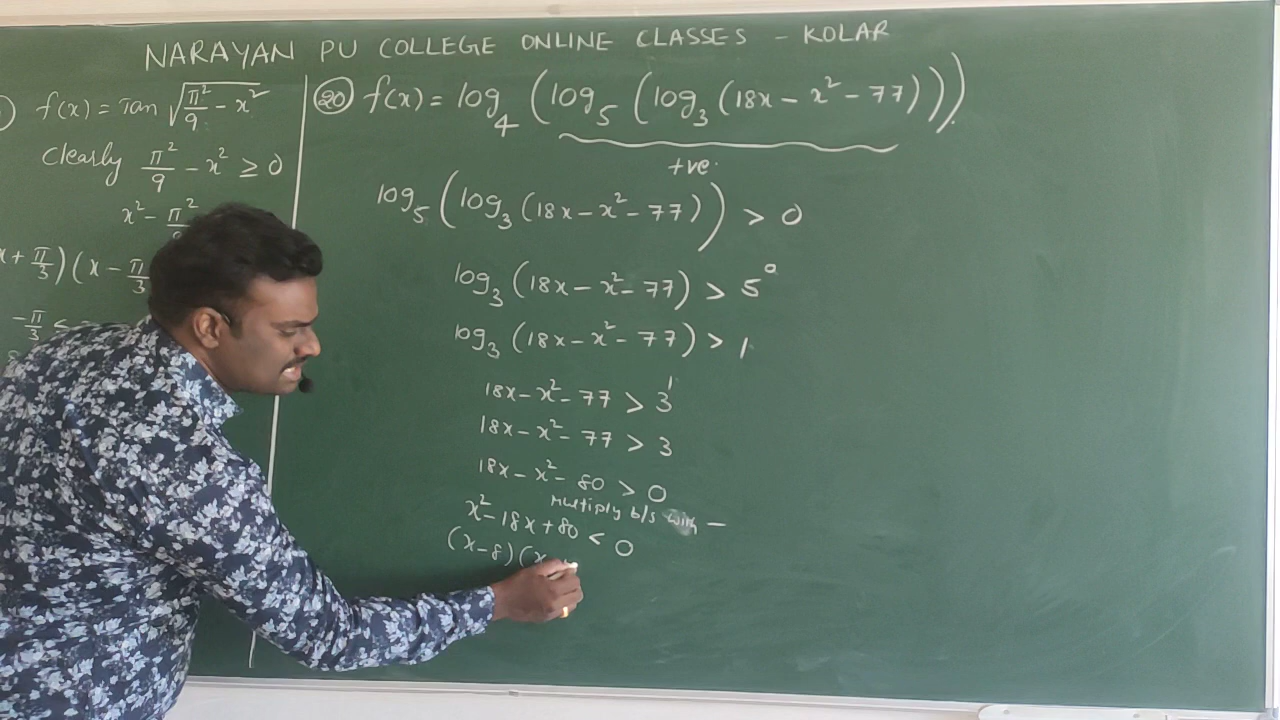 NARAYAN PU COLLEGE ONLINE CLASSES - KOLAR
) f(x) = Tan √(π²/9 - x²)
Clearly π²/9 - x² ≥ 0
x² - π²
x + π/3)(x - π/3
-π/3 ≤
(20) f(x) = log₄ (log₅ (log₃ (18x - x² - 77)))
+ve.
log₅ (log₃ (18x - x² - 77)) > 0
log₃ (18x - x² - 77) > 5⁰
log₃ (18x - x² - 77) > 1
18x - x² - 77 > 3¹
18x - x² - 77 > 3
18x - x² - 80 > 0
Multiply b/s with -
x² - 18x + 80 < 0
(x - 8)(x